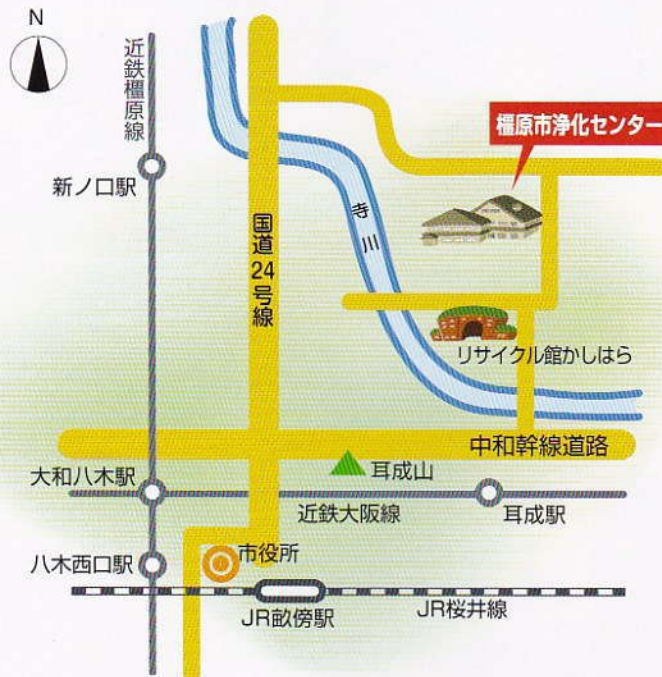 N
近鉄橿原線
橿原市浄化センター
新ノ口駅
国道24号線
寺川
リサイクル館かしはら
中和幹線道路
大和八木駅
耳成山
近鉄大阪線
耳成駅
八木西口駅
市役所
JR畝傍駅
JR桜井線